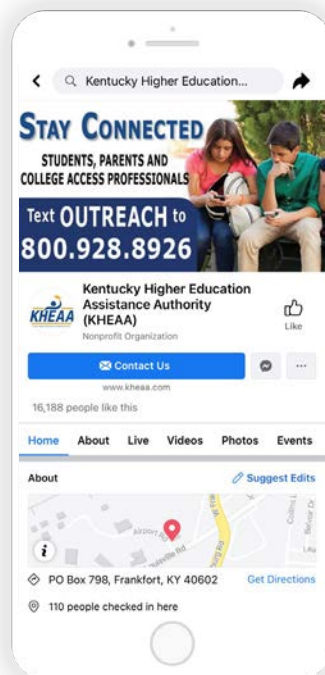 Kentucky Higher Education...
STAY CONNECTED
STUDENTS, PARENTS AND
COLLEGE ACCESS PROFESSIONALS
Text OUTREACH to
800.928.8926
KHEAA
Kentucky Higher Education
Assistance Authority
(KHEAA)
Nonprofit Organization
Like
Contact Us
www.kheaa.com
16,188 people like this
Home About Live Videos Photos Events
About
Suggest Edits
Airport Rd
PO Box 798, Frankfort, KY 40602
Get Directions
110 people checked in here